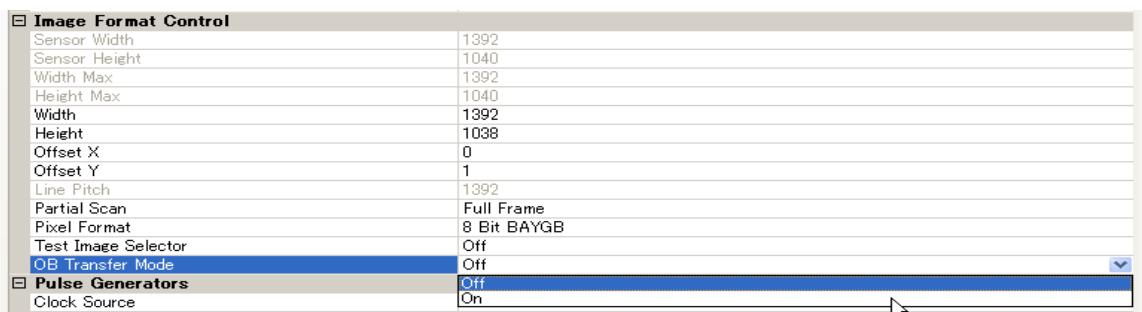 Image Format Control
Sensor Width 1392
Sensor Height 1040
Width Max 1392
Height Max 1040
Width 1392
Height 1038
Offset X 0
Offset Y 1
Line Pitch 1392
Partial Scan Full Frame
Pixel Format 8 Bit BAYGB
Test Image Selector Off
OB Transfer Mode Off
Pulse Generators Off
Clock Source On